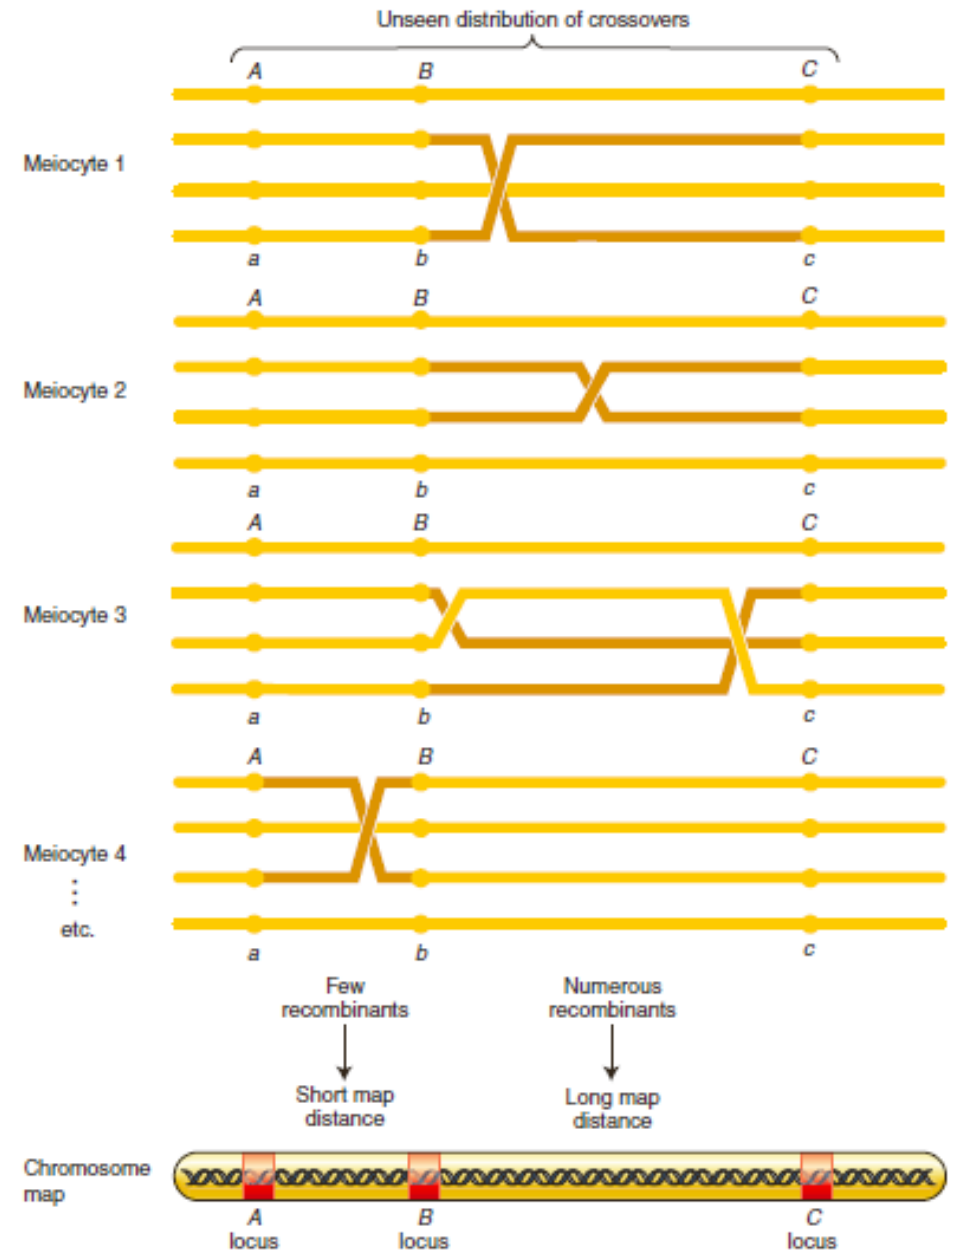 Unseen distribution of crossovers
A B C
Meiocyte 1
a b c
A B C
Meiocyte 2
a b c
A B C
Meiocyte 3
a b c
A B C
Meiocyte 4
⋮
etc.
a b c
Few
recombinants
Numerous
recombinants
Short map
distance
Long map
distance
Chromosome
map
A
locus
B
locus
C
locus